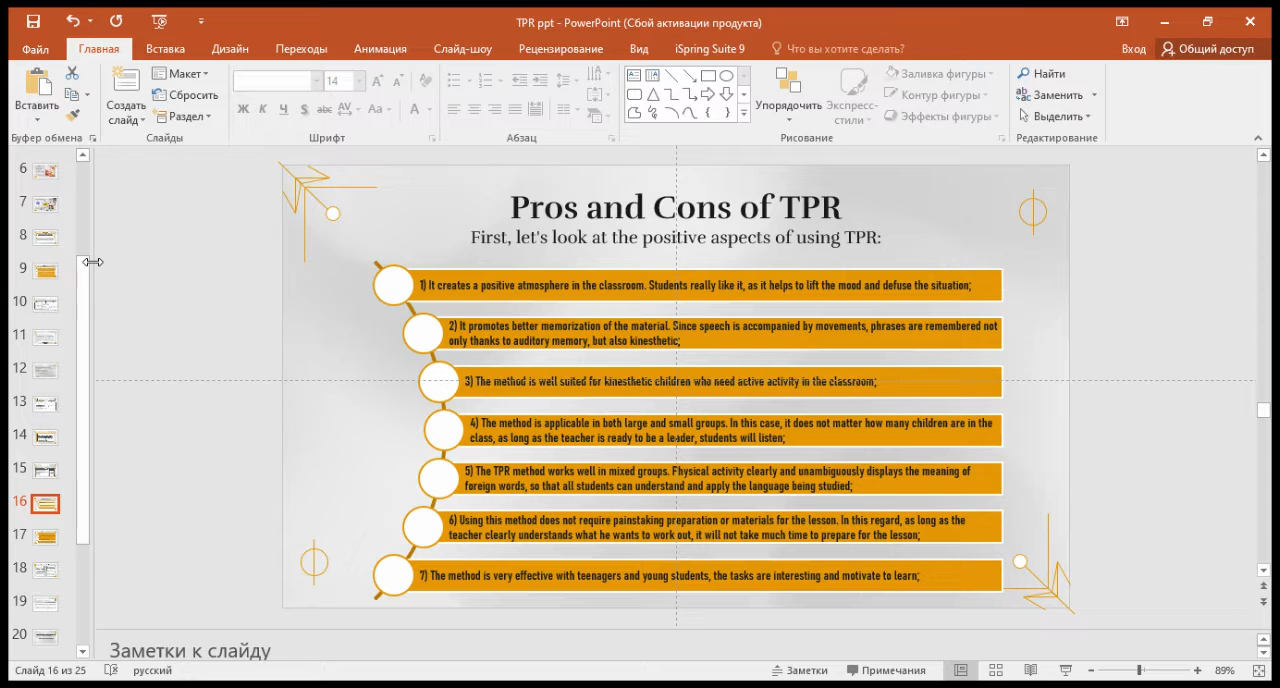 TPR ppt - PowerPoint (Сбой активации продукта)
Файл Главная Вставка Дизайн Переходы Анимация Слайд-шоу Рецензирование Вид iSpring Suite 9 Что вы хотите сделать? Вход Общий доступ
Вставить
Создать слайд
Макет
Сбросить
Раздел
14
Ж К Ч S abc AV Aa A
Упорядочить
Экспресс-стили
Заливка фигуры
Контур фигуры
Эффекты фигуры
Найти
Заменить
Выделить
Буфер обмена Слайды Шрифт Абзац Рисование Редактирование
6
7
8
9
10
11
12
13
14
15
16
17
18
19
20
Pros and Cons of TPR
First, let's look at the positive aspects of using TPR:
1) It creates a positive atmosphere in the classroom. Students really like it, as it helps to lift the mood and defuse the situation;
2) It promotes better memorization of the material. Since speech is accompanied by movements, phrases are remembered not
only thanks to auditory memory, but also kinesthetic;
3) The method is well suited for kinesthetic children who need active activity in the classroom;
4) The method is applicable in both large and small groups. In this case, it does not matter how many children are in the
class, as long as the teacher is ready to be a leader, students will listen;
5) The TPR method works well in mixed groups. Fhysical activity clearly and unambiguously displays the meaning of
foreign words, so that all students can understand and apply the language being studied;
6) Using this method does not require painstaking preparation or materials for the lesson. In this regard, as long as the
teacher clearly understands what he wants to work out, it will not take much time to prepare for the lesson;
7) The method is very effective with teenagers and young students, the tasks are interesting and motivate to learn;
Заметки к слайду
Слайд 16 из 25 русский Заметки Примечания 89%